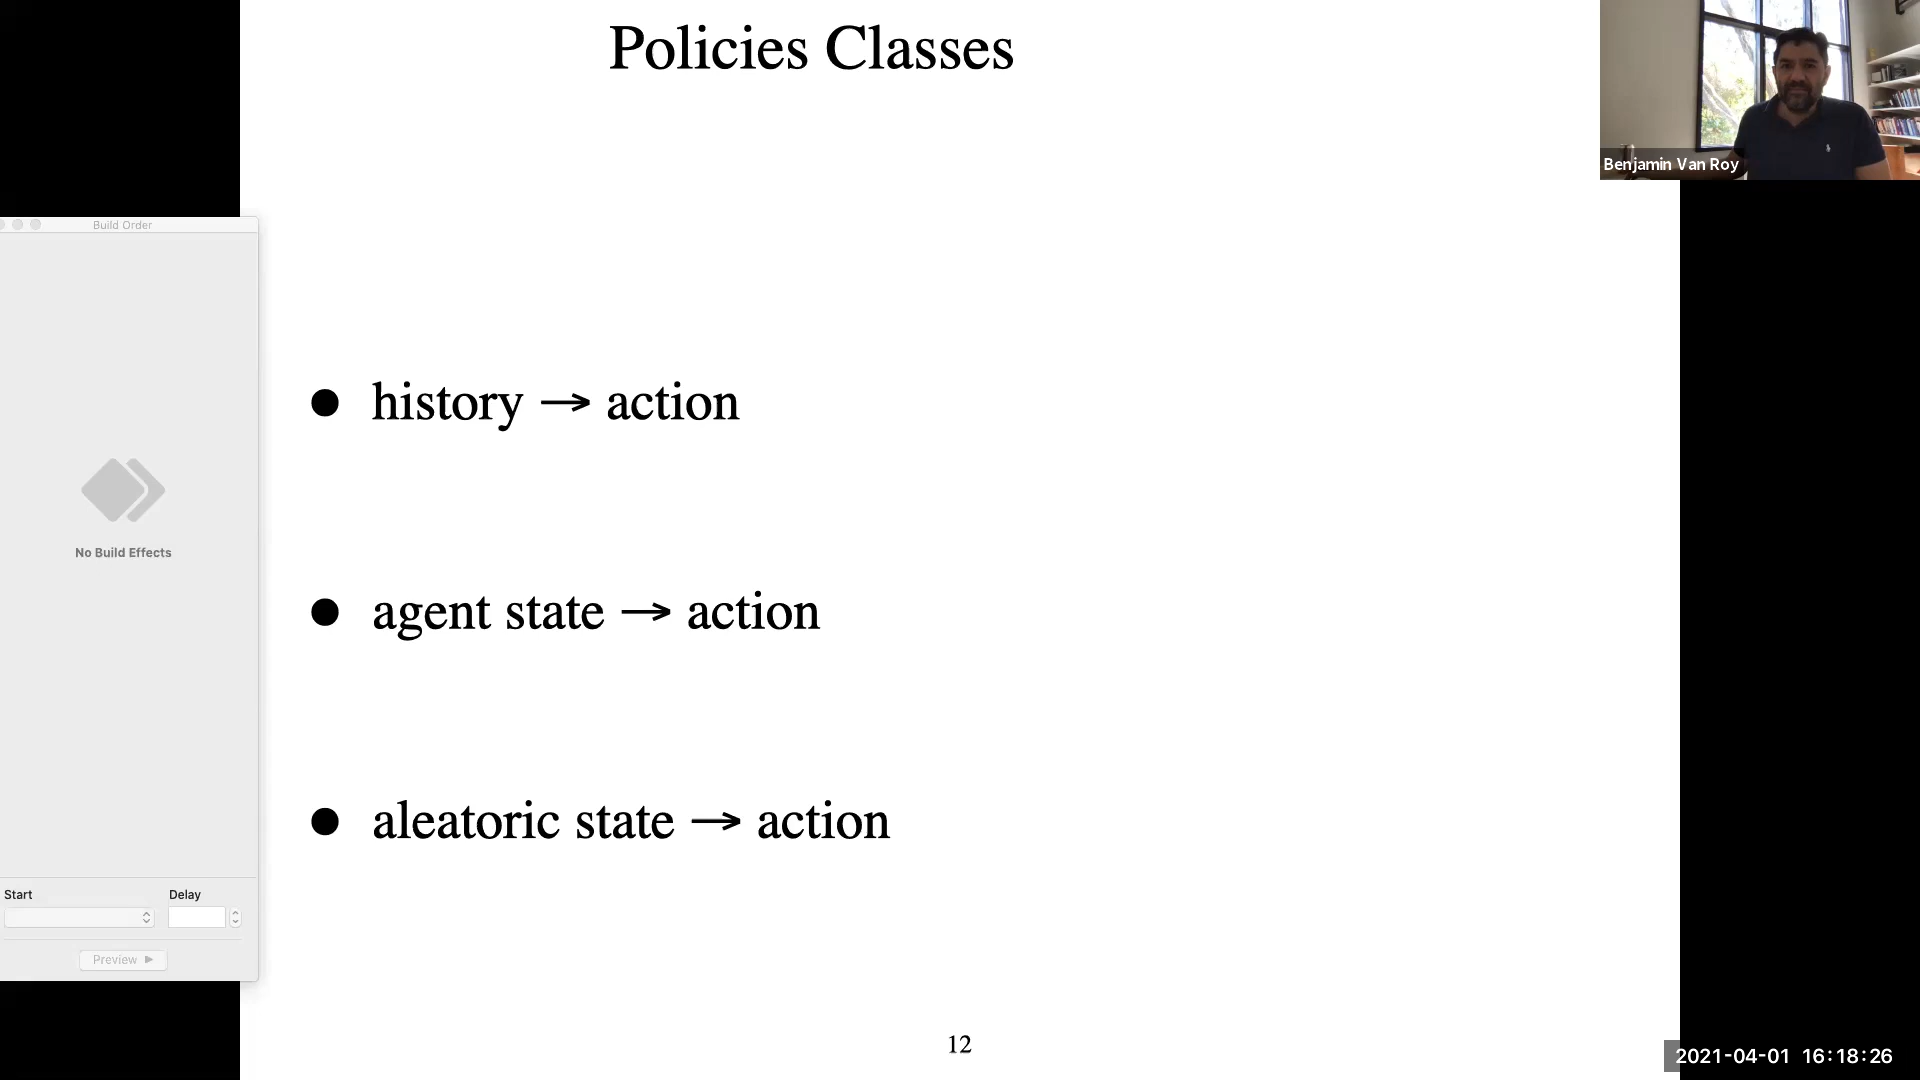 Policies Classes
Benjamin Van Roy
Build Order
● history → action
No Build Effects
● agent state → action
● aleatoric state → action
Start Delay
Preview ▶
12
2021-04-01 16:18:26